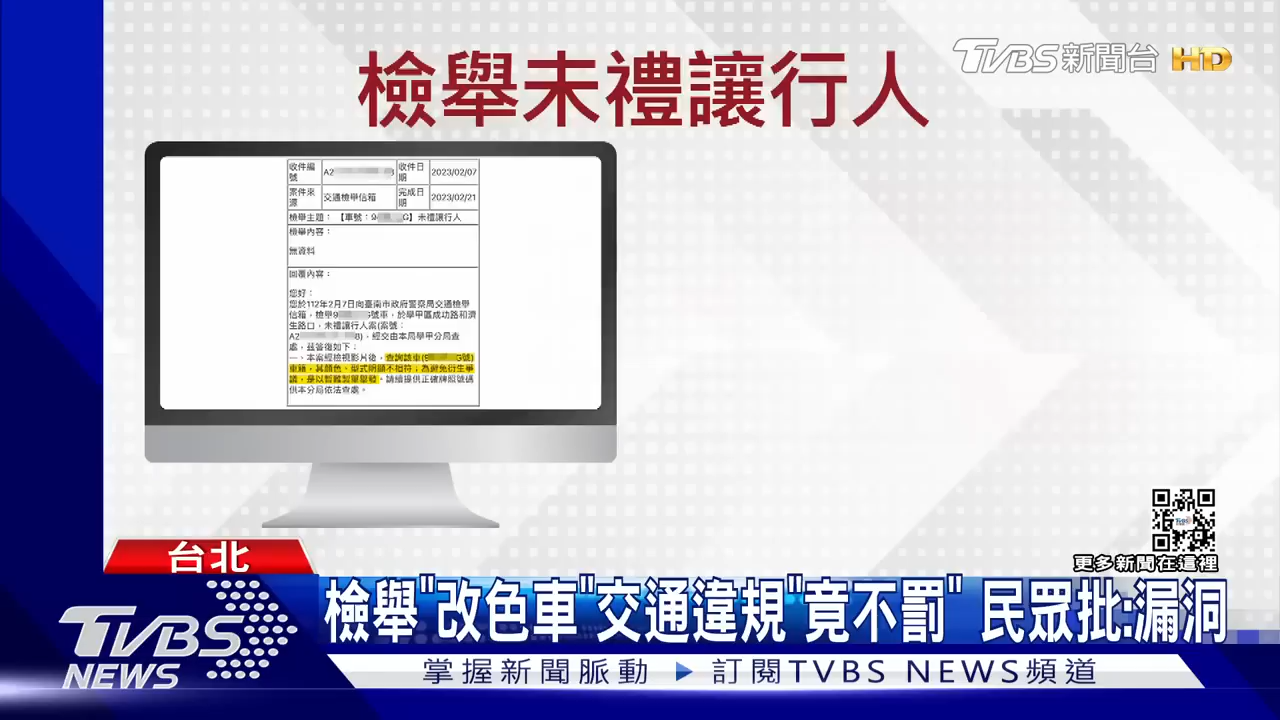 TVBS新聞台 HD
檢舉未禮讓行人
收件編號 A2 收件日期 2023/02/07
案件來源 交通檢舉信箱 完成日期 2023/02/21
檢舉主題：【車號：9 G】未禮讓行人
檢舉內容：
無資料
回覆內容：
您好：
您於112年2月7日向臺南市政府警察局交通檢舉
信箱，檢舉9 G號車，於學甲區成功路和濟
生路口，未禮讓行人案(案號：
A2 8)，經交由本局學甲分局查
處，茲答復如下：
一、本案經檢視影片後，查詢該車(9 G號)
車籍，其顏色、型式明顯不相符；為避免衍生爭
議，是以暫難製單舉發。請續提供正確牌照號碼
供本分局依法查處。
更多新聞在這裡
台北
檢舉"改色車"交通違規"竟不罰" 民眾批:漏洞
TVBS NEWS
掌握新聞脈動 ▶ 訂閱TVBS NEWS頻道